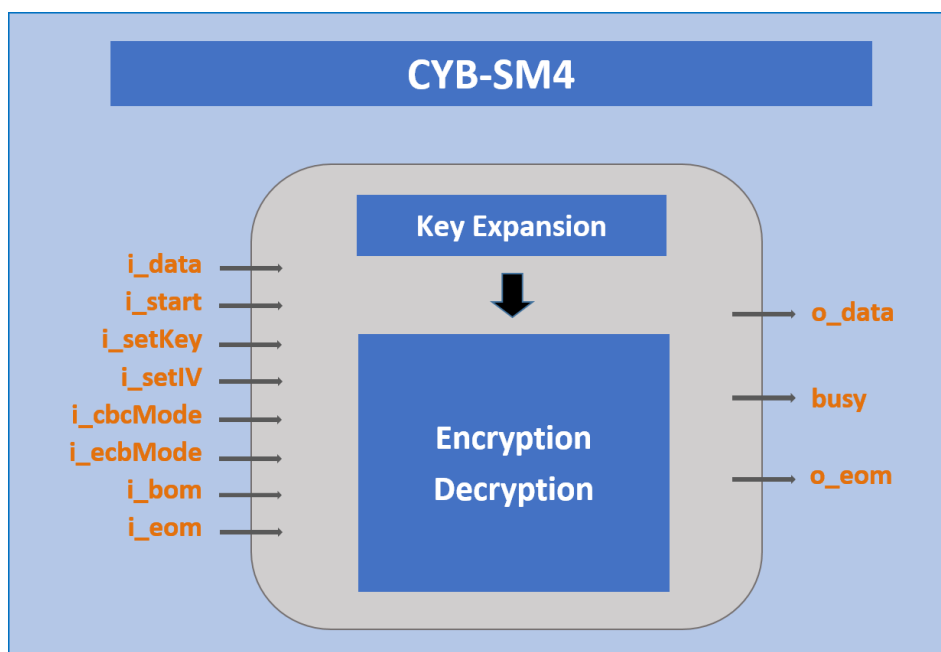 CYB-SM4
Key Expansion
i_data
i_start
i_setKey
i_setIV
i_cbcMode
i_ecbMode
i_bom
i_eom
Encryption
Decryption
o_data
busy
o_eom